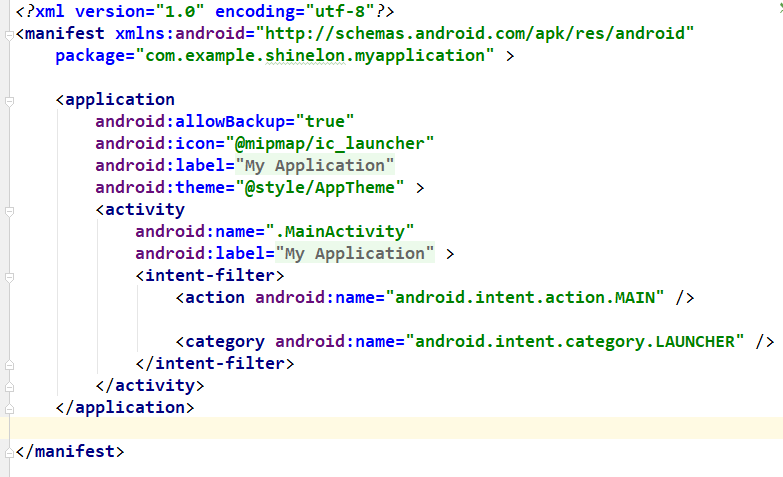 <?xml version="1.0" encoding="utf-8"?>
<manifest xmlns:android="http://schemas.android.com/apk/res/android"
    package="com.example.shinelon.myapplication" >

    <application
        android:allowBackup="true"
        android:icon="@mipmap/ic_launcher"
        android:label="My Application"
        android:theme="@style/AppTheme" >
        <activity
            android:name=".MainActivity"
            android:label="My Application" >
            <intent-filter>
                <action android:name="android.intent.action.MAIN" />

                <category android:name="android.intent.category.LAUNCHER" />
            </intent-filter>
        </activity>
    </application>

</manifest>